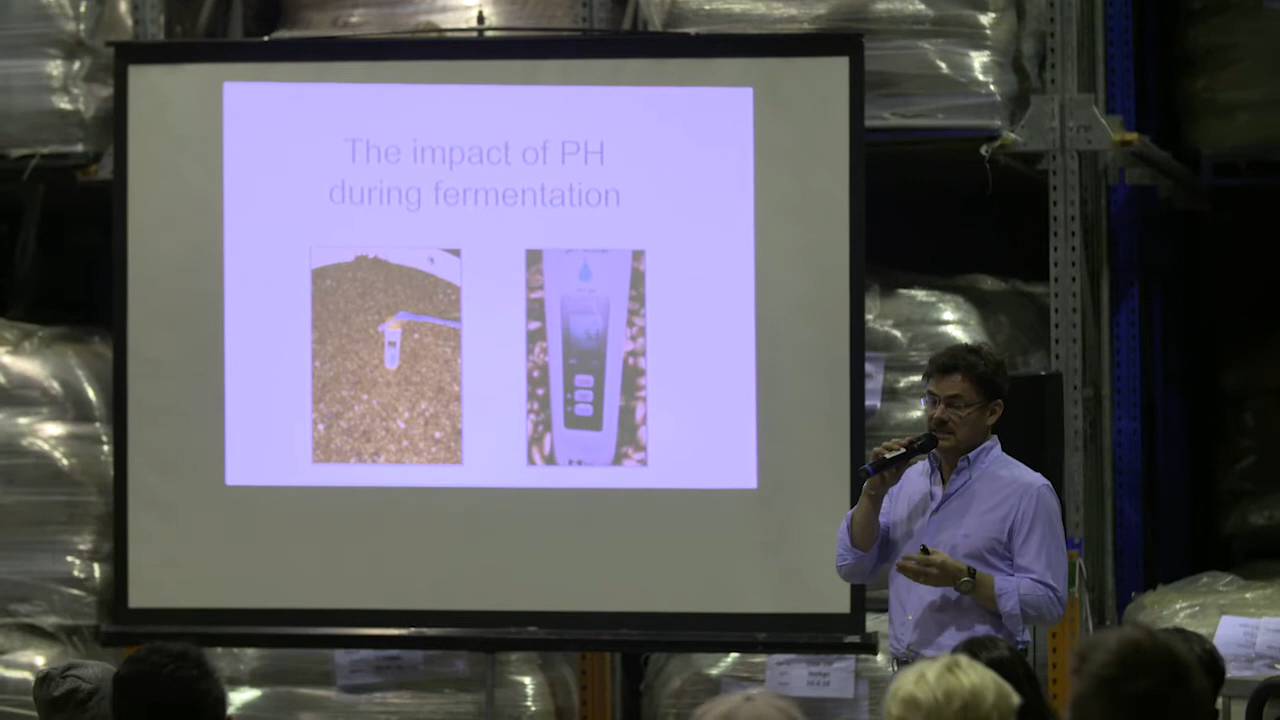 The impact of PH
during fermentation